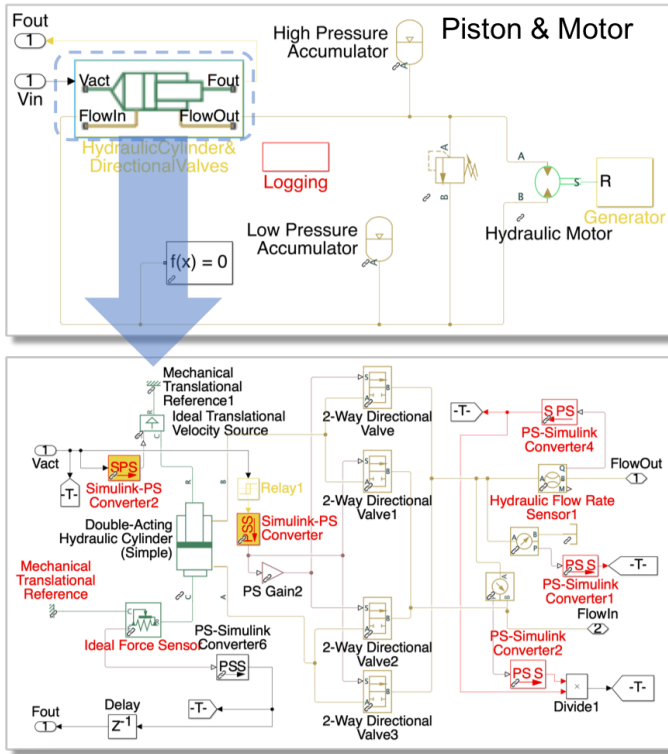 Piston & Motor
Fout
1
1
Vin
Vact
Fout
FlowIn
FlowOut
HydraulicCylinder&
DirectionalValves
High Pressure
Accumulator
A
Logging
Low Pressure
Accumulator
A
f(x) = 0
A
B
A
B
S
R
Hydraulic Motor
Generator
Mechanical
Translational
Reference1
Ideal Translational
Velocity Source
R
C
1
Vact
-T-
SPS
Simulink-PS
Converter2
R
B
Double-Acting
Hydraulic Cylinder
(Simple)
C
A
Relay1
PSS
Simulink-PS
Converter
PS Gain2
Mechanical
Translational
Reference
C
R
Ideal Force Sensor
PS-Simulink
Converter6
PSS
-T-
Delay
Z-1
Fout
1
S
A
B
2-Way Directional
Valve
S
A
B
2-Way Directional
Valve1
S
A
B
2-Way Directional
Valve2
S
A
B
2-Way Directional
Valve3
-T-
S PS
PS-Simulink
Converter4
FlowOut
1
A
Q
B
M
Hydraulic Flow Rate
Sensor1
A
B
P
PS S
-T-
PS-Simulink
Converter1
A
B
FlowIn
2
PS-Simulink
Converter2
PS S
×
Divide1
-T-